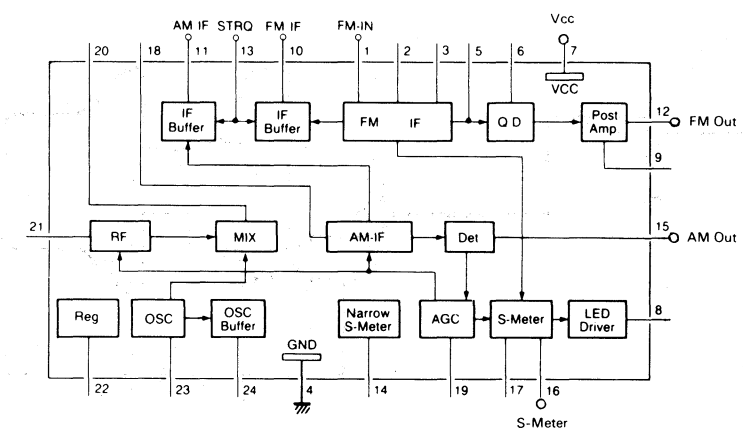 AM IF STRQ FM IF FM-IN Vcc
20 18 11 13 10 1 2 3 5 6 7
VCC
IF Buffer
IF Buffer
FM IF
Q D
Post Amp
12 FM Out
9
21
RF
MIX
AM-IF
Det
15 AM Out
Reg
OSC
OSC Buffer
Narrow S-Meter
AGC
S-Meter
LED Driver
8
GND
22 23 24 4 14 19 17 16
S-Meter